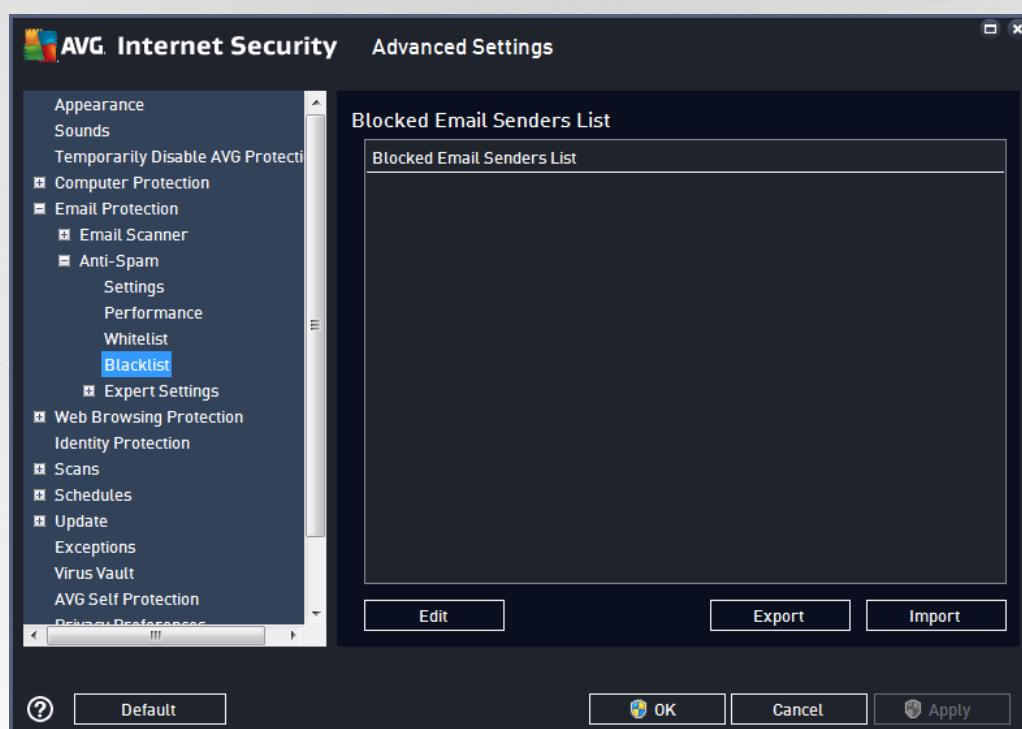 AVG. Internet Security Advanced Settings
Appearance
Sounds
Temporarily Disable AVG Protecti
Computer Protection
Email Protection
Email Scanner
Anti-Spam
Settings
Performance
Whitelist
Blacklist
Expert Settings
Web Browsing Protection
Identity Protection
Scans
Schedules
Update
Exceptions
Virus Vault
AVG Self Protection
Privacy Preferences
Blocked Email Senders List
Blocked Email Senders List
Edit Export Import
? Default OK Cancel Apply